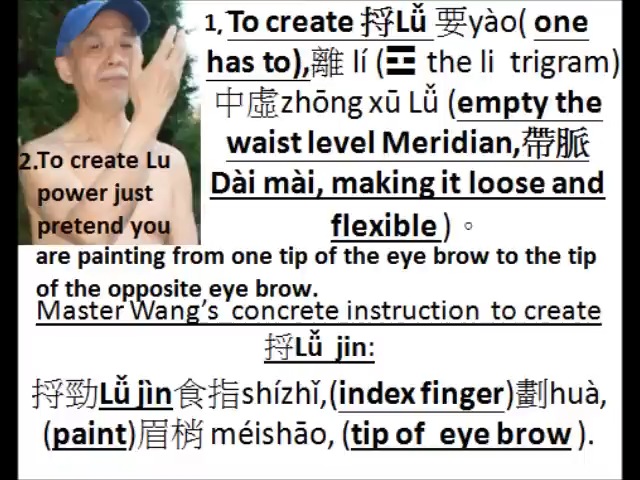 1, To create 捋Lǚ 要yào( one
has to),離 lí (☲ the li trigram)
中虛zhōng xū Lǚ (empty the
waist level Meridian,帶脈
Dài mài, making it loose and
flexible)。
2.To create Lu
power just
pretend you
are painting from one tip of the eye brow to the tip
of the opposite eye brow.
Master Wang's concrete instruction to create
捋Lǚ jin:
捋勁Lǚ jìn食指shízhǐ,(index finger)劃huà,
(paint)眉梢 méishāo, (tip of eye brow ).